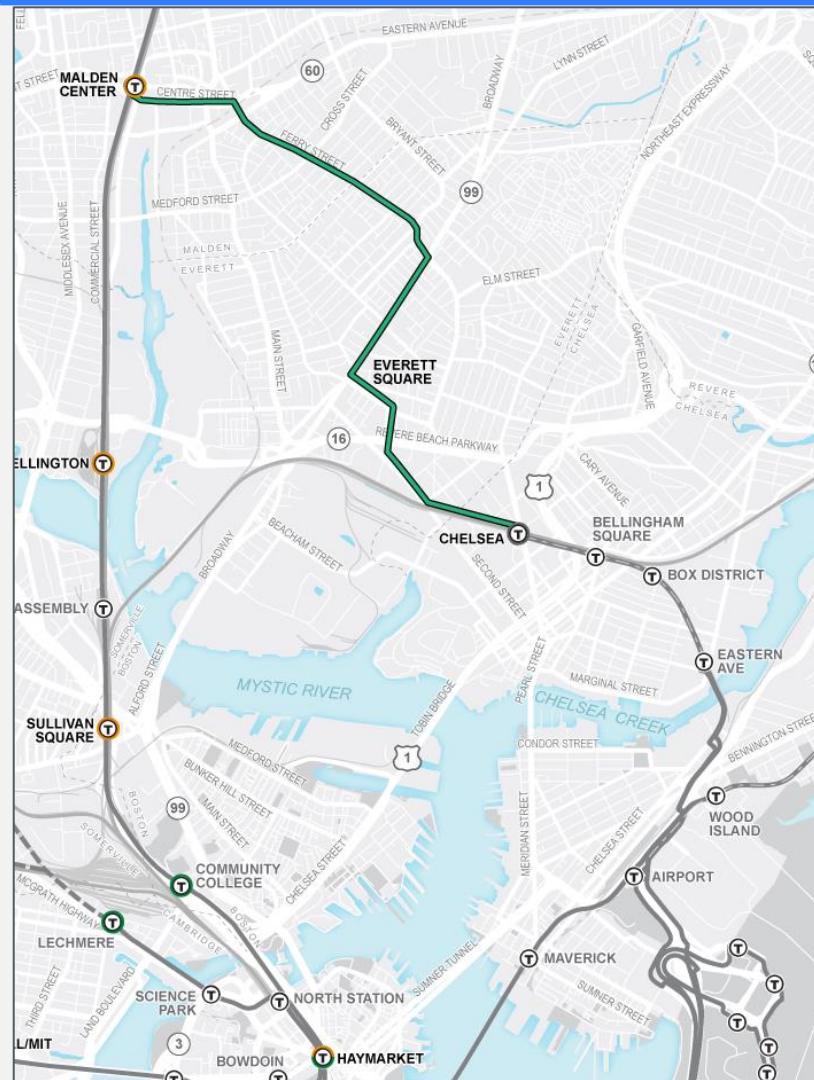 FELL
EASTERN AVENUE
LYNN STREET
BROADWAY
60
MALDEN
CENTER
T
CENTRE STREET
NT STREET
CROSS STREET
NORTHEAST EXPRESSWAY
BRYANT STREET
FERRY STREET
99
MEDFORD STREET
MIDDLESEX AVENUE
COMMERCIAL STREET
MALDEN
EVERETT
ELM STREET
EVERETT
CHELSEA
GARFIELD AVENUE
MAIN STREET
EVERETT
SQUARE
REVERE
CHELSEA
16
REVERE BEACH PARKWAY
ELLINGTON
T
CARY AVENUE
1
BELLINGHAM
SQUARE
T
CHELSEA
T
BROADWAY
BEACHAM STREET
SECOND STREET
T
BOX DISTRICT
ASSEMBLY
T
SOMERVILLE
BOSTON
PEARL STREET
EASTERN
AVE
T
ALFORD STREET
MYSTIC RIVER
MARGINAL STREET
CHELSEA CREEK
TOBIN BRIDGE
SULLIVAN
SQUARE
T
BENNINGTON STREE
CONDOR STREET
MEDFORD STREET
1
BUNKER HILL STREET
99
MAIN STREET
BOSTON
SOMERVILLE
MERIDIAN STREET
CHELSEA STREET
T
WOOD
ISLAND
CHELSEA STREET
COMMUNITY
COLLEGE
T
T
AIRPORT
MCGRATH HIGHWAY
T
LECHMERE
CAMBRIDGE
BOSTON
T
T
MAVERICK
SUMNER TUNNEL
SUMNER STREET
THIRD STREET
LAND BOULEVARD
SCIENCE
PARK
T
T
NORTH STATION
T
T
T
L/MIT
3
BOWDOIN
T
HAYMARKET
T
T
T